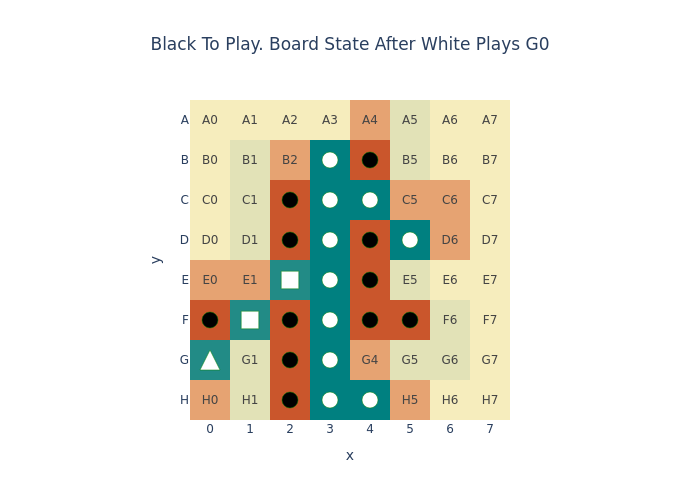 Black To Play. Board State After White Plays G0
A A0 A1 A2 A3 A4 A5 A6 A7
B B0 B1 B2 B5 B6 B7
C C0 C1 C5 C6 C7
D D0 D1 D6 D7
y
E E0 E1 E5 E6 E7
F F6 F7
G G1 G4 G5 G6 G7
H H0 H1 H5 H6 H7
0 1 2 3 4 5 6 7
x